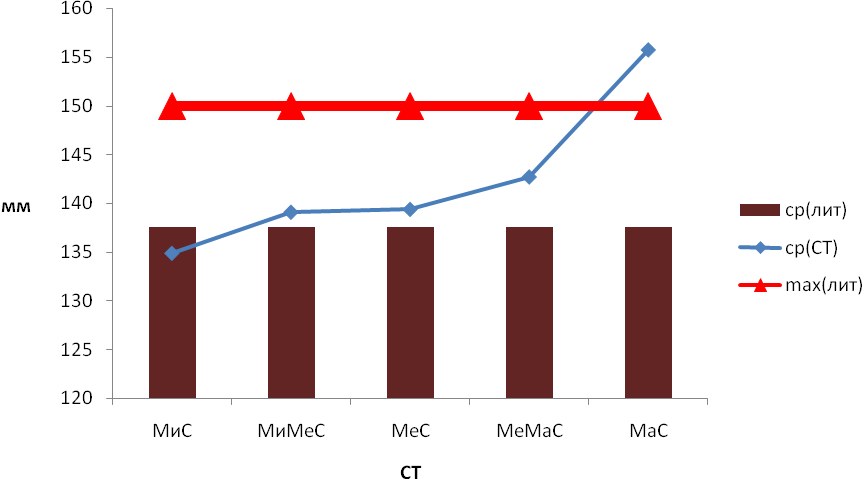 160
155
150
145
140
135
130
125
120
мм
МиС
МиМеС
МеС
МеМаС
МаС
СТ
ср(лит)
ср(СТ)
max(лит)